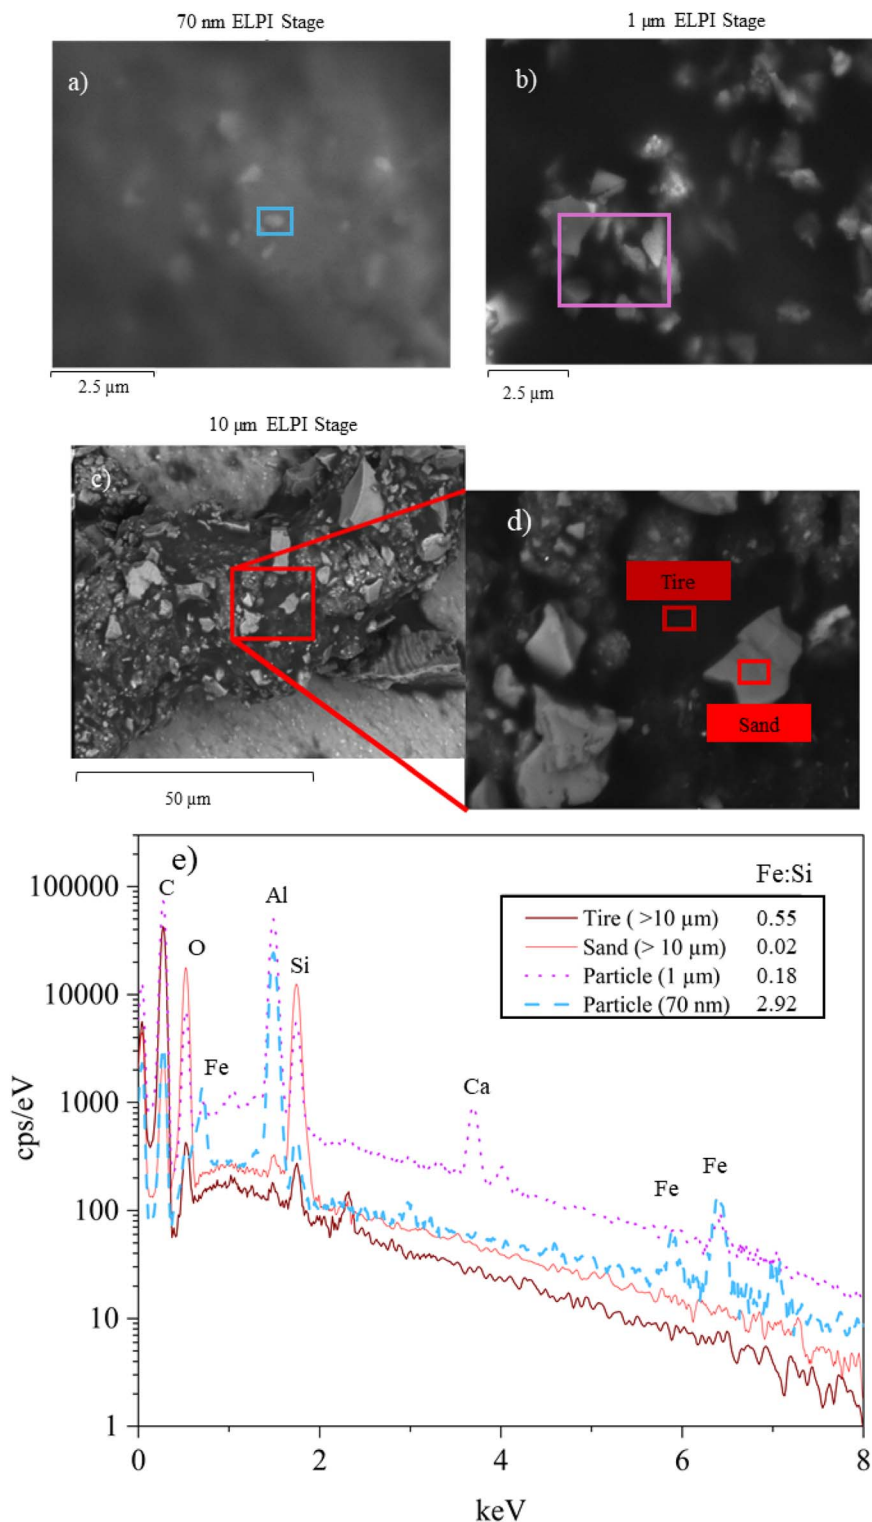 70 nm ELPI Stage
1 μm ELPI Stage
a)
b)
2.5 μm
2.5 μm
10 μm ELPI Stage
c)
d)
Tire
Sand
50 μm
e)
Fe:Si
Tire ( >10 μm) 0.55
Sand (> 10 μm) 0.02
Particle (1 μm) 0.18
Particle (70 nm) 2.92
C
O
Fe
Al
Si
Ca
Fe
Fe
100000
10000
1000
100
10
1
cps/eV
0 2 4 6 8
keV